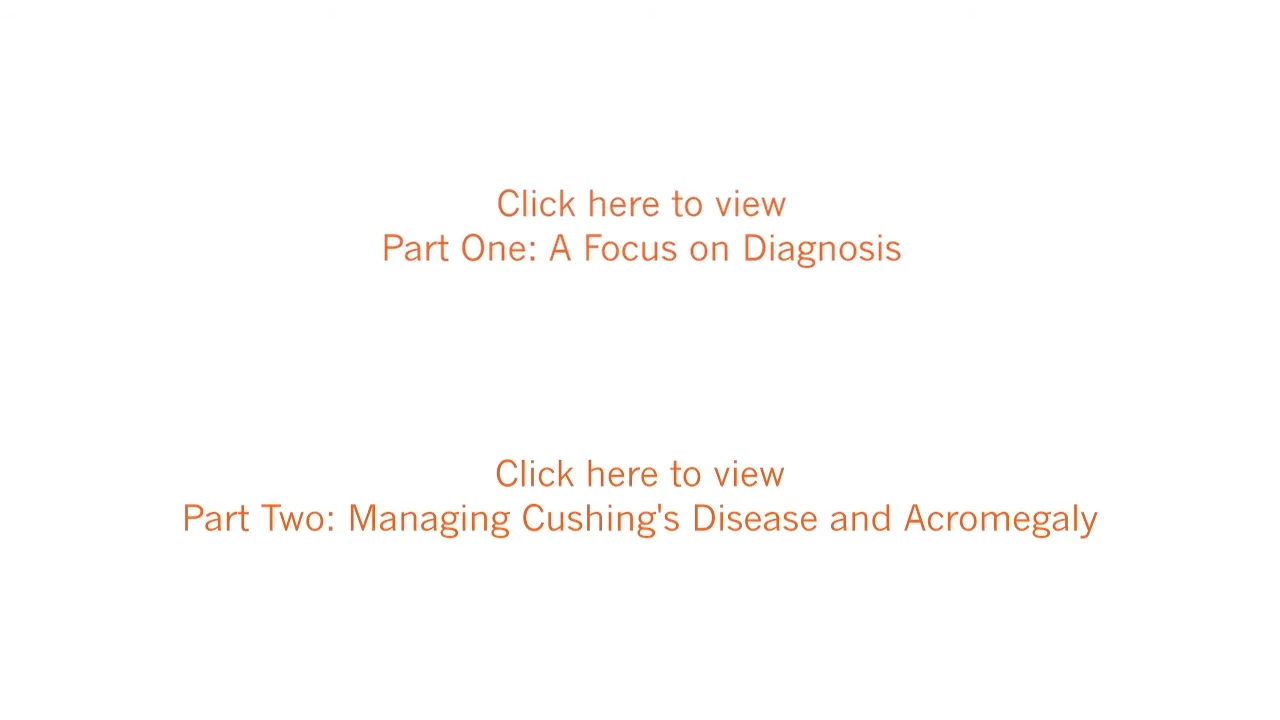 Click here to view
Part One: A Focus on Diagnosis
Click here to view
Part Two: Managing Cushing's Disease and Acromegaly